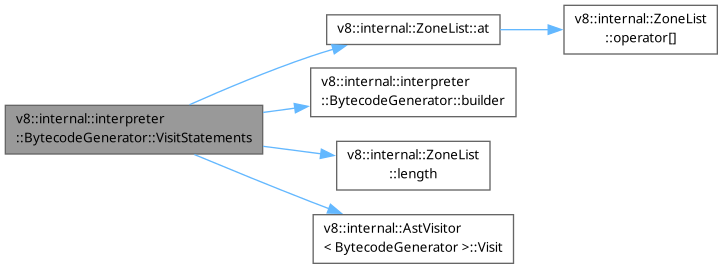 v8::internal::interpreter
::BytecodeGenerator::VisitStatements
v8::internal::ZoneList::at
v8::internal::ZoneList
::operator[]
v8::internal::interpreter
::BytecodeGenerator::builder
v8::internal::ZoneList
::length
v8::internal::AstVisitor
< BytecodeGenerator >::Visit